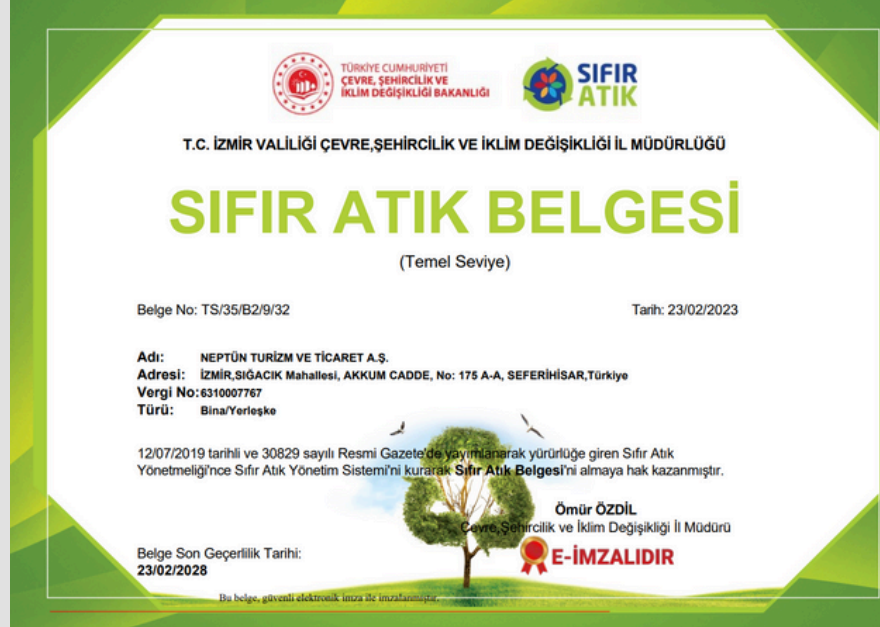 TÜRKİYE CUMHURİYETİ
ÇEVRE, ŞEHİRCİLİK VE
İKLİM DEĞİŞİKLİĞİ BAKANLIĞI
SIFIR
ATIK
T.C. İZMİR VALİLİĞİ ÇEVRE,ŞEHİRCİLİK VE İKLİM DEĞİŞİKLİĞİ İL MÜDÜRLÜĞÜ
SIFIR ATIK BELGESİ
(Temel Seviye)
Belge No: TS/35/B2/9/32 Tarih: 23/02/2023
Adı: NEPTÜN TURİZM VE TİCARET A.Ş.
Adresi: İZMİR,SIĞACIK Mahallesi, AKKUM CADDE, No: 175 A-A, SEFERİHİSAR,Türkiye
Vergi No:6310007767
Türü: Bina/Yerleşke
12/07/2019 tarihli ve 30829 sayılı Resmi Gazete'de yayımlanarak yürürlüğe giren Sıfır Atık
Yönetmeliği'nce Sıfır Atık Yönetim Sistemi'ni kurarak Sıfır Atık Belgesi'ni almaya hak kazanmıştır.
Ömür ÖZDİL
Çevre,Şehircilik ve İklim Değişikliği İl Müdürü
E-İMZALIDIR
Belge Son Geçerlilik Tarihi:
23/02/2028
Bu belge, güvenli elektronik imza ile imzalanmıştır.